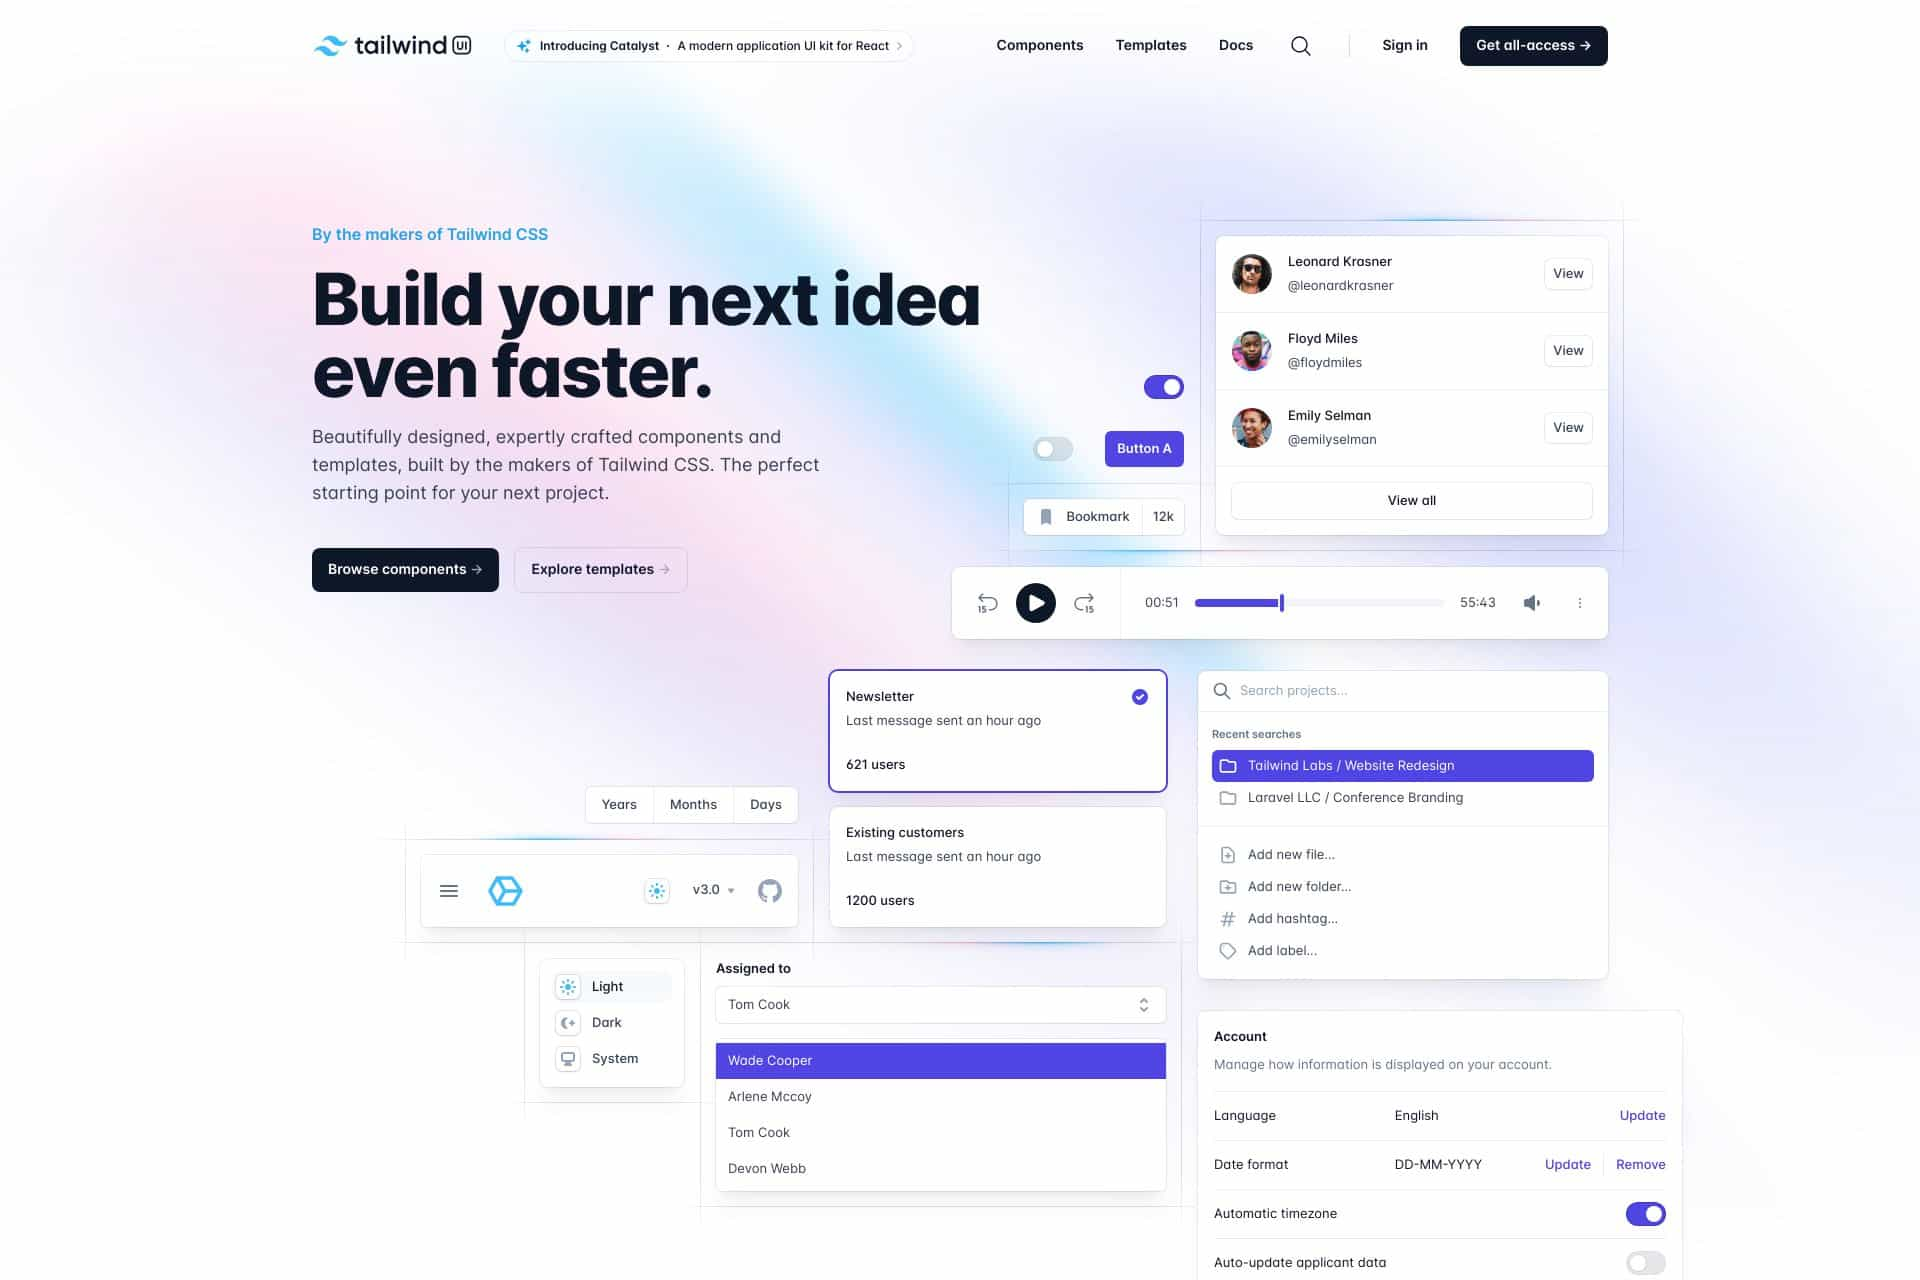 tailwind UI
Introducing Catalyst · A modern application UI kit for React
Components
Templates
Docs
Sign in
Get all-access →
By the makers of Tailwind CSS
Build your next idea
even faster.
Beautifully designed, expertly crafted components and
templates, built by the makers of Tailwind CSS. The perfect
starting point for your next project.
Browse components →
Explore templates →
Leonard Krasner
@leonardkrasner
View
Floyd Miles
@floydmiles
View
Emily Selman
@emilyselman
View
View all
Button A
Bookmark
12k
15
15
00:51
55:43
Newsletter
Last message sent an hour ago
621 users
Existing customers
Last message sent an hour ago
1200 users
Search projects...
Recent searches
Tailwind Labs / Website Redesign
Laravel LLC / Conference Branding
Add new file...
Add new folder...
Add hashtag...
Add label...
Years
Months
Days
v3.0
Light
Dark
System
Assigned to
Tom Cook
Wade Cooper
Arlene Mccoy
Tom Cook
Devon Webb
Account
Manage how information is displayed on your account.
Language
English
Update
Date format
DD-MM-YYYY
Update
Remove
Automatic timezone
Auto-update applicant data